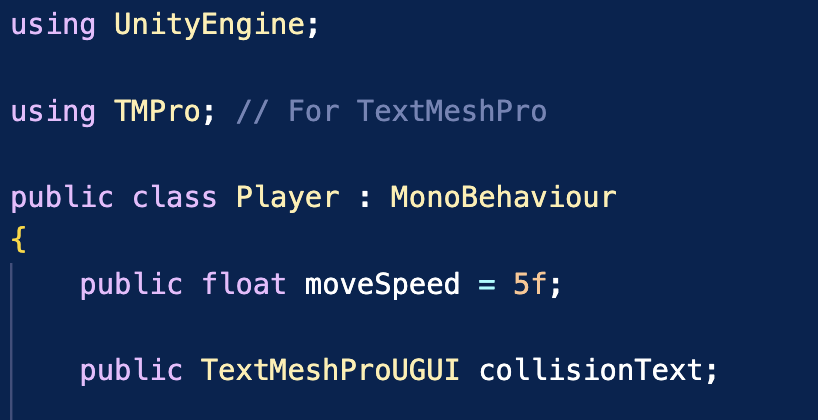 using UnityEngine;
using TMPro; // For TextMeshPro
public class Player : MonoBehaviour
{
public float moveSpeed = 5f;
public TextMeshProUGUI collisionText;